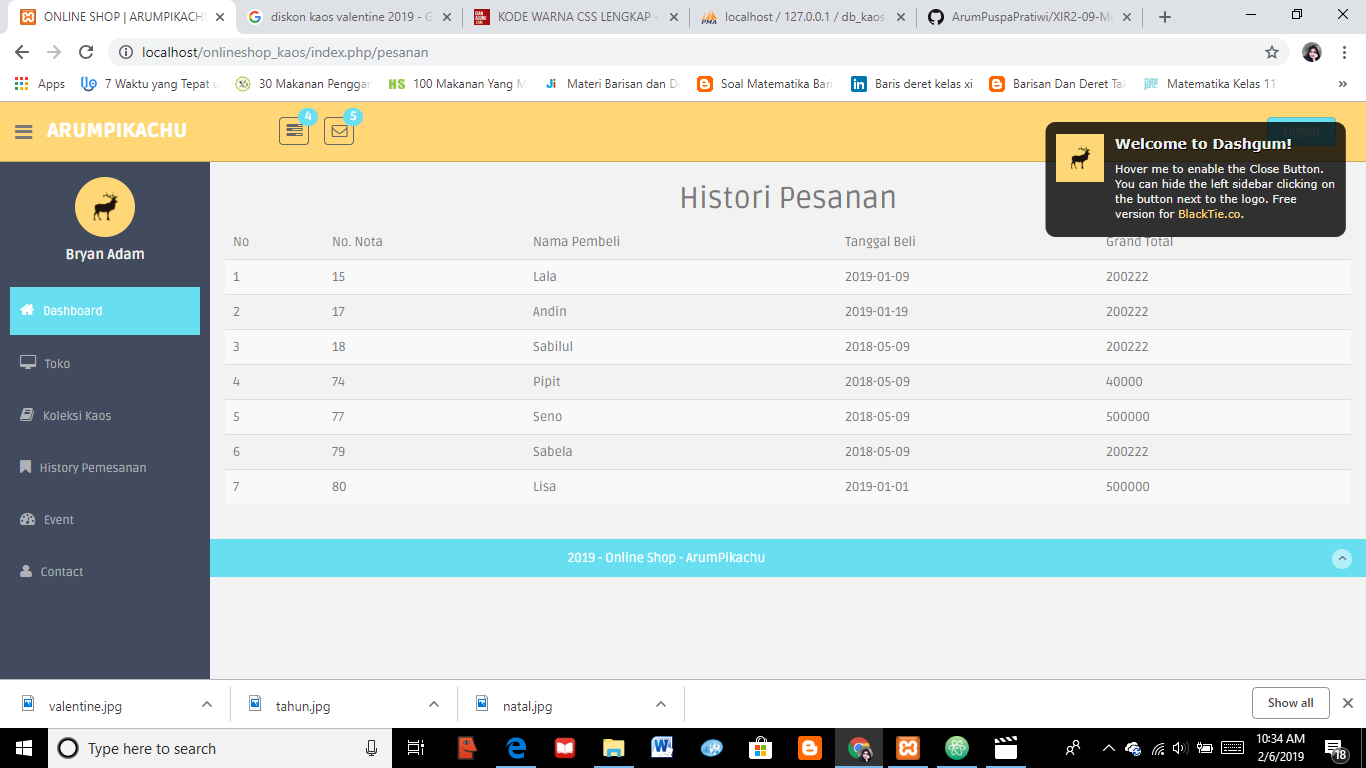 ONLINE SHOP | ARUMPIKACHU
diskon kaos valentine 2019 - G
KODE WARNA CSS LENGKAP -
localhost / 127.0.0.1 / db_kaos
ArumPuspaPratiwi/XIR2-09-Mo
localhost/onlineshop_kaos/index.php/pesanan
Apps
7 Waktu yang Tepat u
30 Makanan Penggan
HS 100 Makanan Yang M
Ji Materi Barisan dan D
Soal Matematika Bari
in Baris deret kelas xi
Barisan Dan Deret Tak
Matematika Kelas 11
»
ARUMPIKACHU
4
5
Logout
Welcome to Dashgum!
Hover me to enable the Close Button.
You can hide the left sidebar clicking on
the button next to the logo. Free
version for BlackTie.co.
Bryan Adam
Dashboard
Toko
Koleksi Kaos
History Pemesanan
Event
Contact
Histori Pesanan
No No. Nota Nama Pembeli Tanggal Beli Grand Total
1 15 Lala 2019-01-09 200222
2 17 Andin 2019-01-19 200222
3 18 Sabilul 2018-05-09 200222
4 74 Pipit 2018-05-09 40000
5 77 Seno 2018-05-09 500000
6 79 Sabela 2018-05-09 200222
7 80 Lisa 2019-01-01 500000
2019 - Online Shop - ArumPikachu
valentine.jpg
tahun.jpg
natal.jpg
Show all
Type here to search
10:34 AM
2/6/2019
18